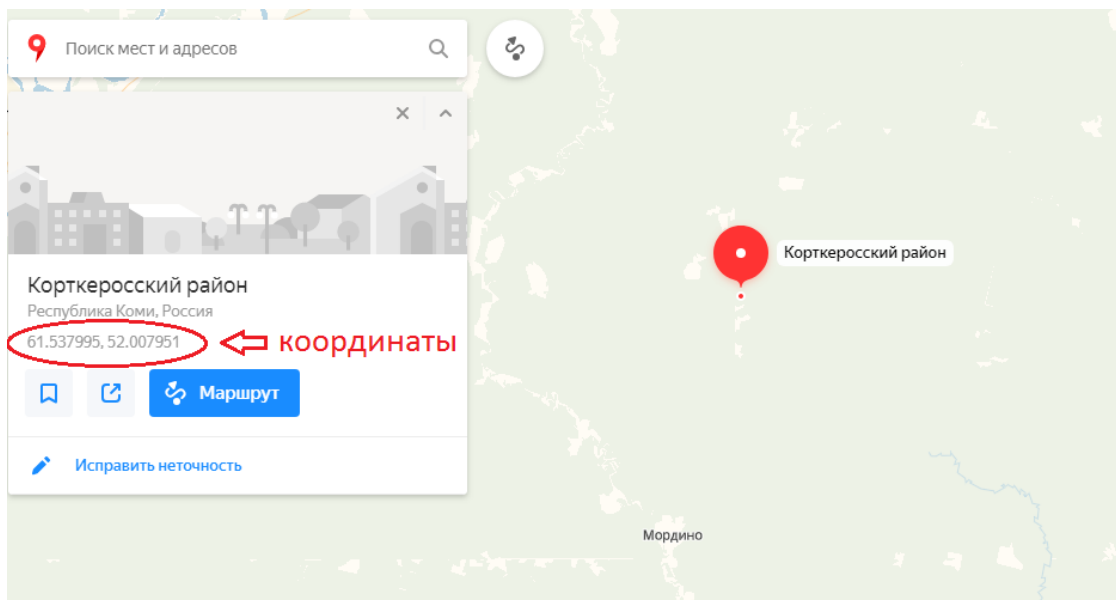 Поиск мест и адресов
Корткеросский район
Республика Коми, Россия
61.537995, 52.007951
координаты
Маршрут
Исправить неточность
Корткеросский район
Мордино